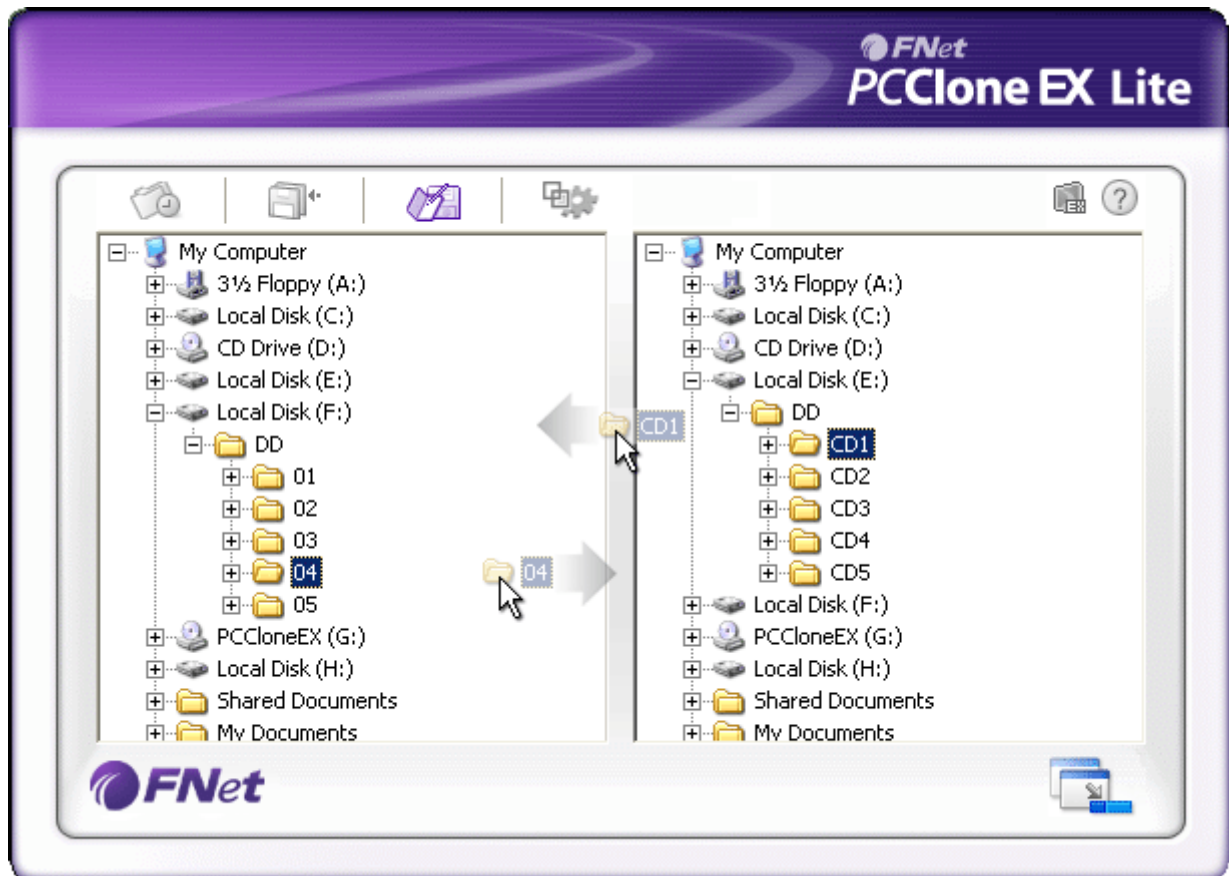 FNet
PCClone EX Lite
EX
?
My Computer
3½ Floppy (A:)
Local Disk (C:)
CD Drive (D:)
Local Disk (E:)
Local Disk (F:)
DD
01
02
03
04
05
PCCloneEX (G:)
Local Disk (H:)
Shared Documents
My Documents
CD1
04
My Computer
3½ Floppy (A:)
Local Disk (C:)
CD Drive (D:)
Local Disk (E:)
DD
CD1
CD2
CD3
CD4
CD5
Local Disk (F:)
PCCloneEX (G:)
Local Disk (H:)
Shared Documents
My Documents
FNet